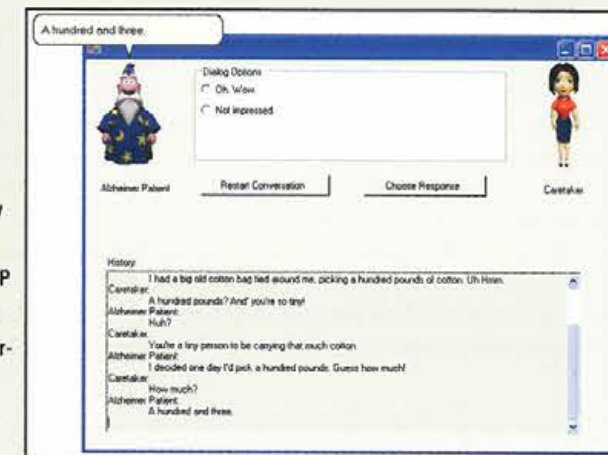 A hundred and three.
Dialog Options
Oh. Wow.
Not impressed.
Alzheimer Patient
Restart Conversation
Choose Response
Caretaker
History
I had a big old cotton bag tied around me, picking a hundred pounds of cotton. Uh Hmm.
Caretaker:
A hundred pounds? And you're so tiny!
Alzheimer Patient:
Huh?
Caretaker:
You're a tiny person to be carrying that much cotton.
Alzheimer Patient:
I decided one day I'd pick a hundred pounds. Guess how much!
Caretaker:
How much?
Alzheimer Patient:
A hundred and three.